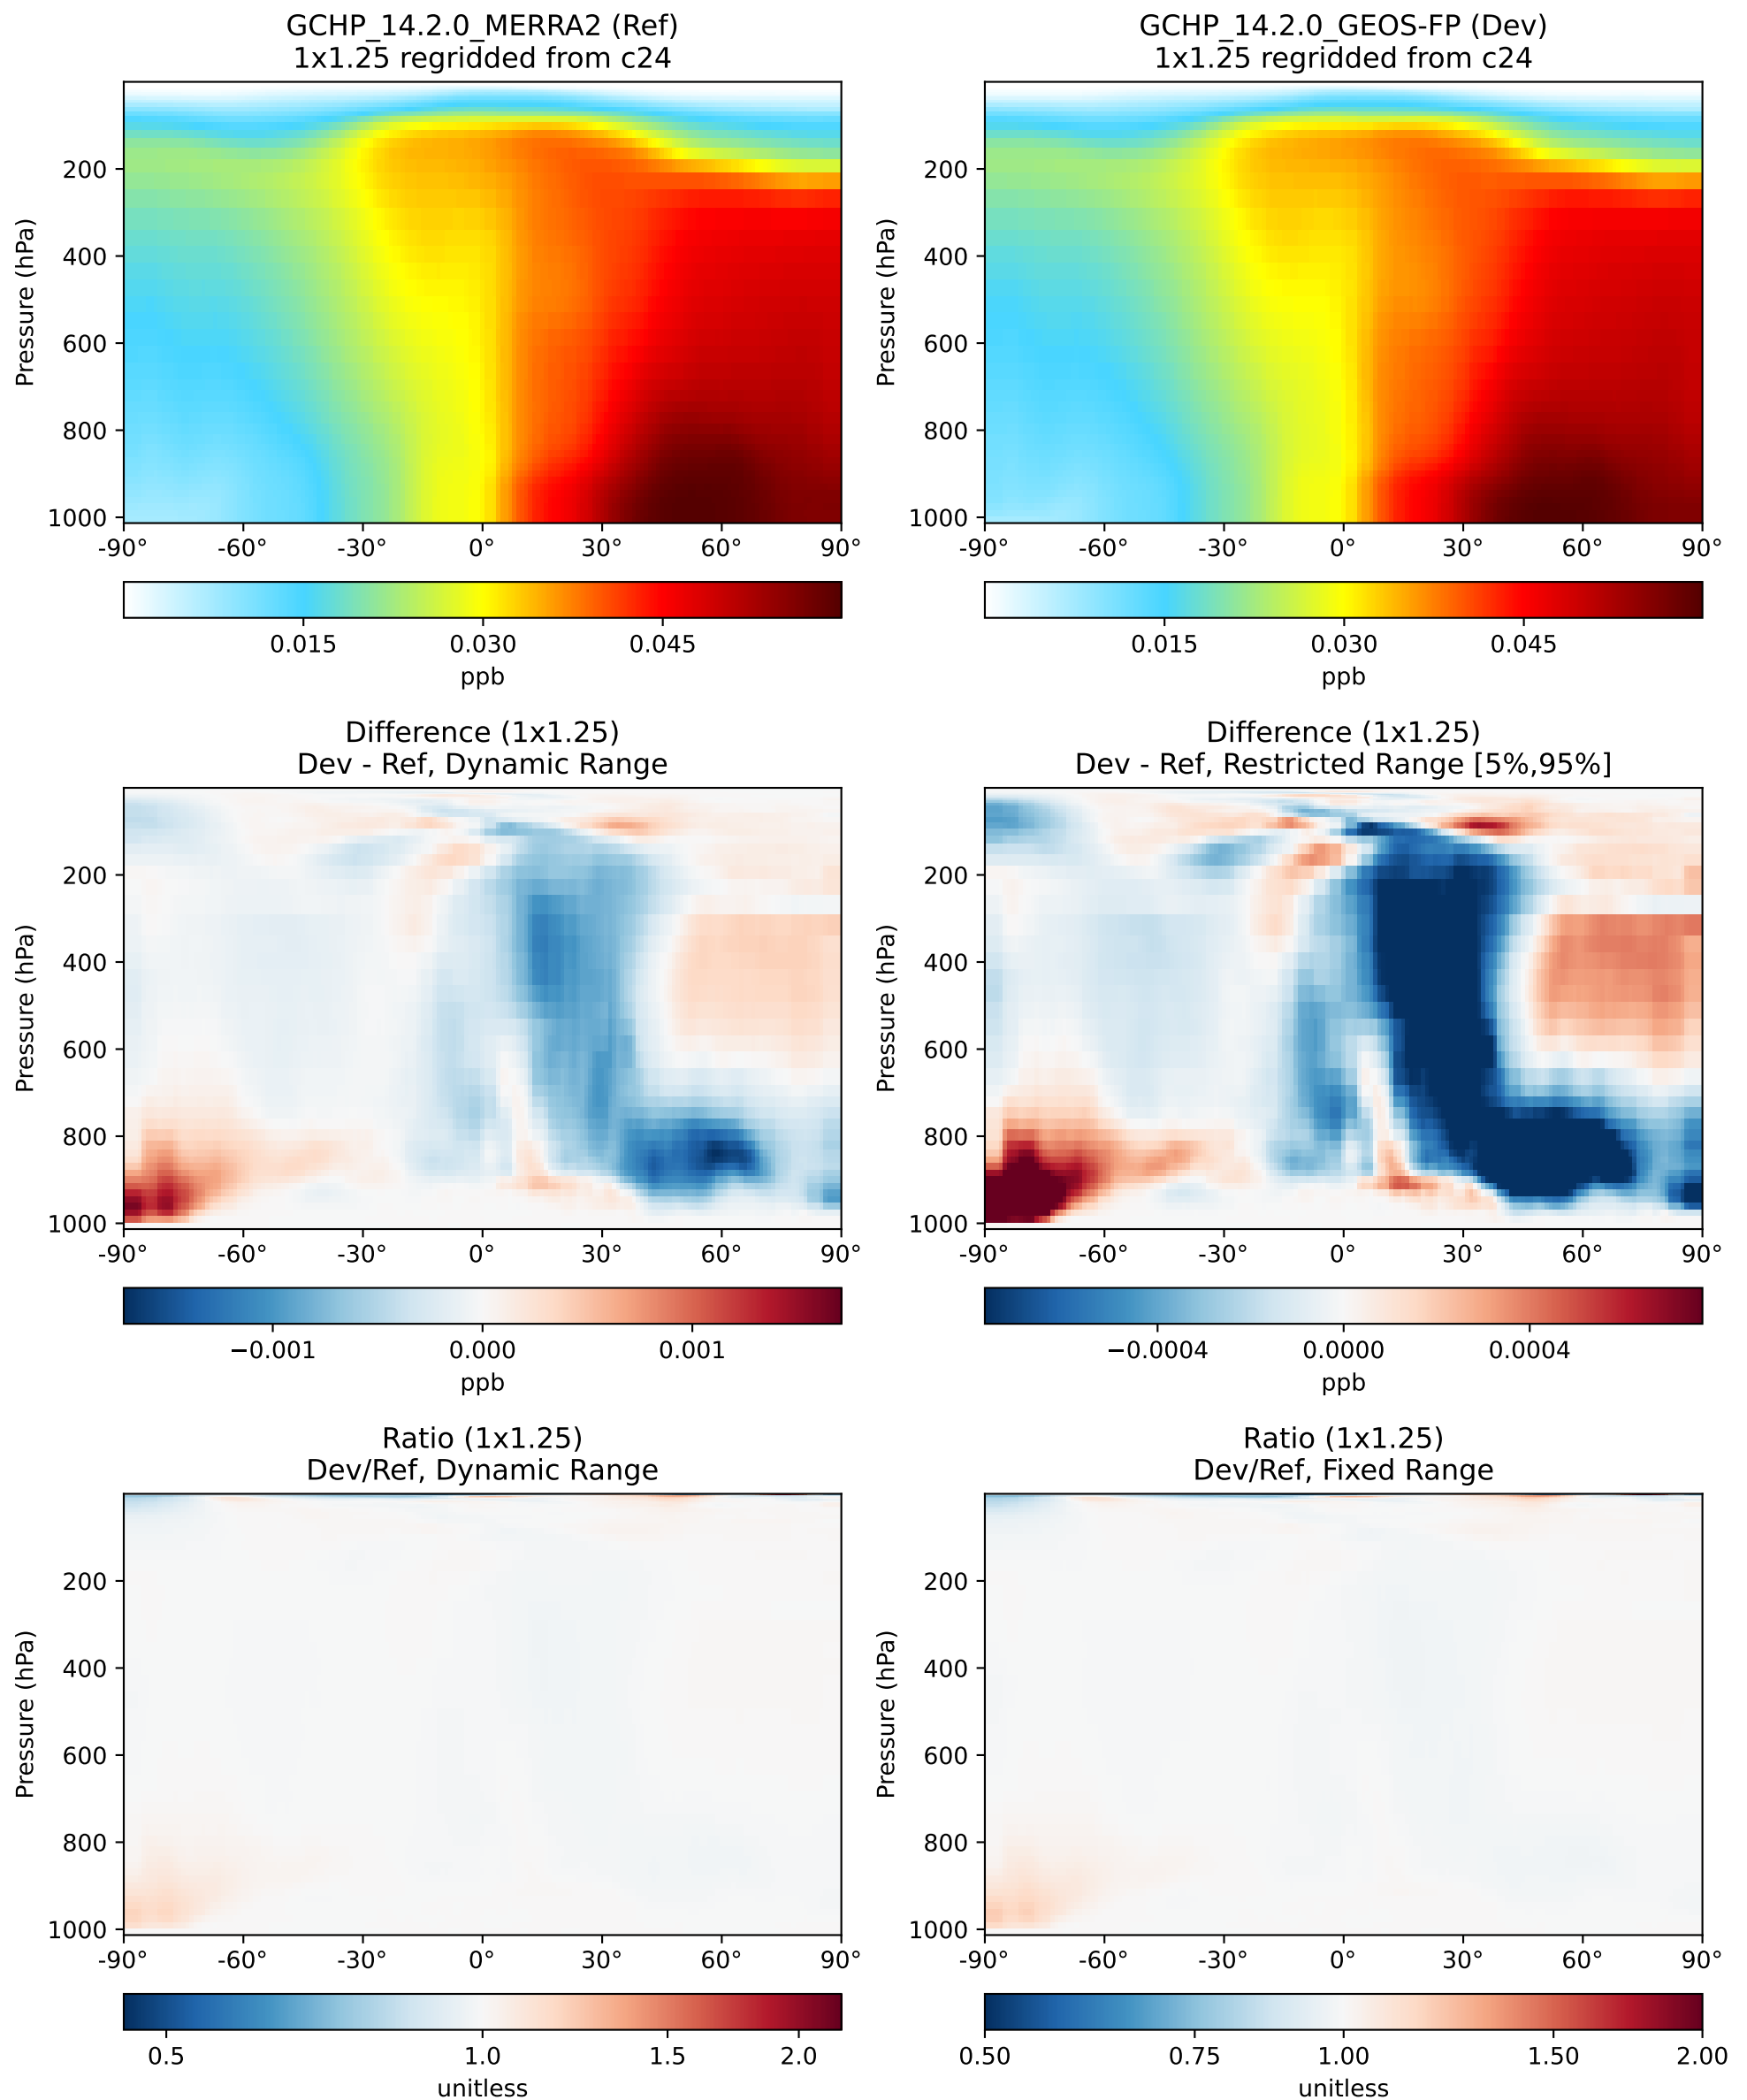 GCHP_14.2.0_MERRA2 (Ref)
1x1.25 regridded from c24
Pressure (hPa)
200
400
600
800
1000
-90° -60° -30° 0° 30° 60° 90°
0.015 0.030 0.045
ppb
GCHP_14.2.0_GEOS-FP (Dev)
1x1.25 regridded from c24
Pressure (hPa)
200
400
600
800
1000
-90° -60° -30° 0° 30° 60° 90°
0.015 0.030 0.045
ppb
Difference (1x1.25)
Dev - Ref, Dynamic Range
Pressure (hPa)
200
400
600
800
1000
-90° -60° -30° 0° 30° 60° 90°
−0.001 0.000 0.001
ppb
Difference (1x1.25)
Dev - Ref, Restricted Range [5%,95%]
Pressure (hPa)
200
400
600
800
1000
-90° -60° -30° 0° 30° 60° 90°
−0.0004 0.0000 0.0004
ppb
Ratio (1x1.25)
Dev/Ref, Dynamic Range
Pressure (hPa)
200
400
600
800
1000
-90° -60° -30° 0° 30° 60° 90°
0.5 1.0 1.5 2.0
unitless
Ratio (1x1.25)
Dev/Ref, Fixed Range
Pressure (hPa)
200
400
600
800
1000
-90° -60° -30° 0° 30° 60° 90°
0.50 0.75 1.00 1.50 2.00
unitless